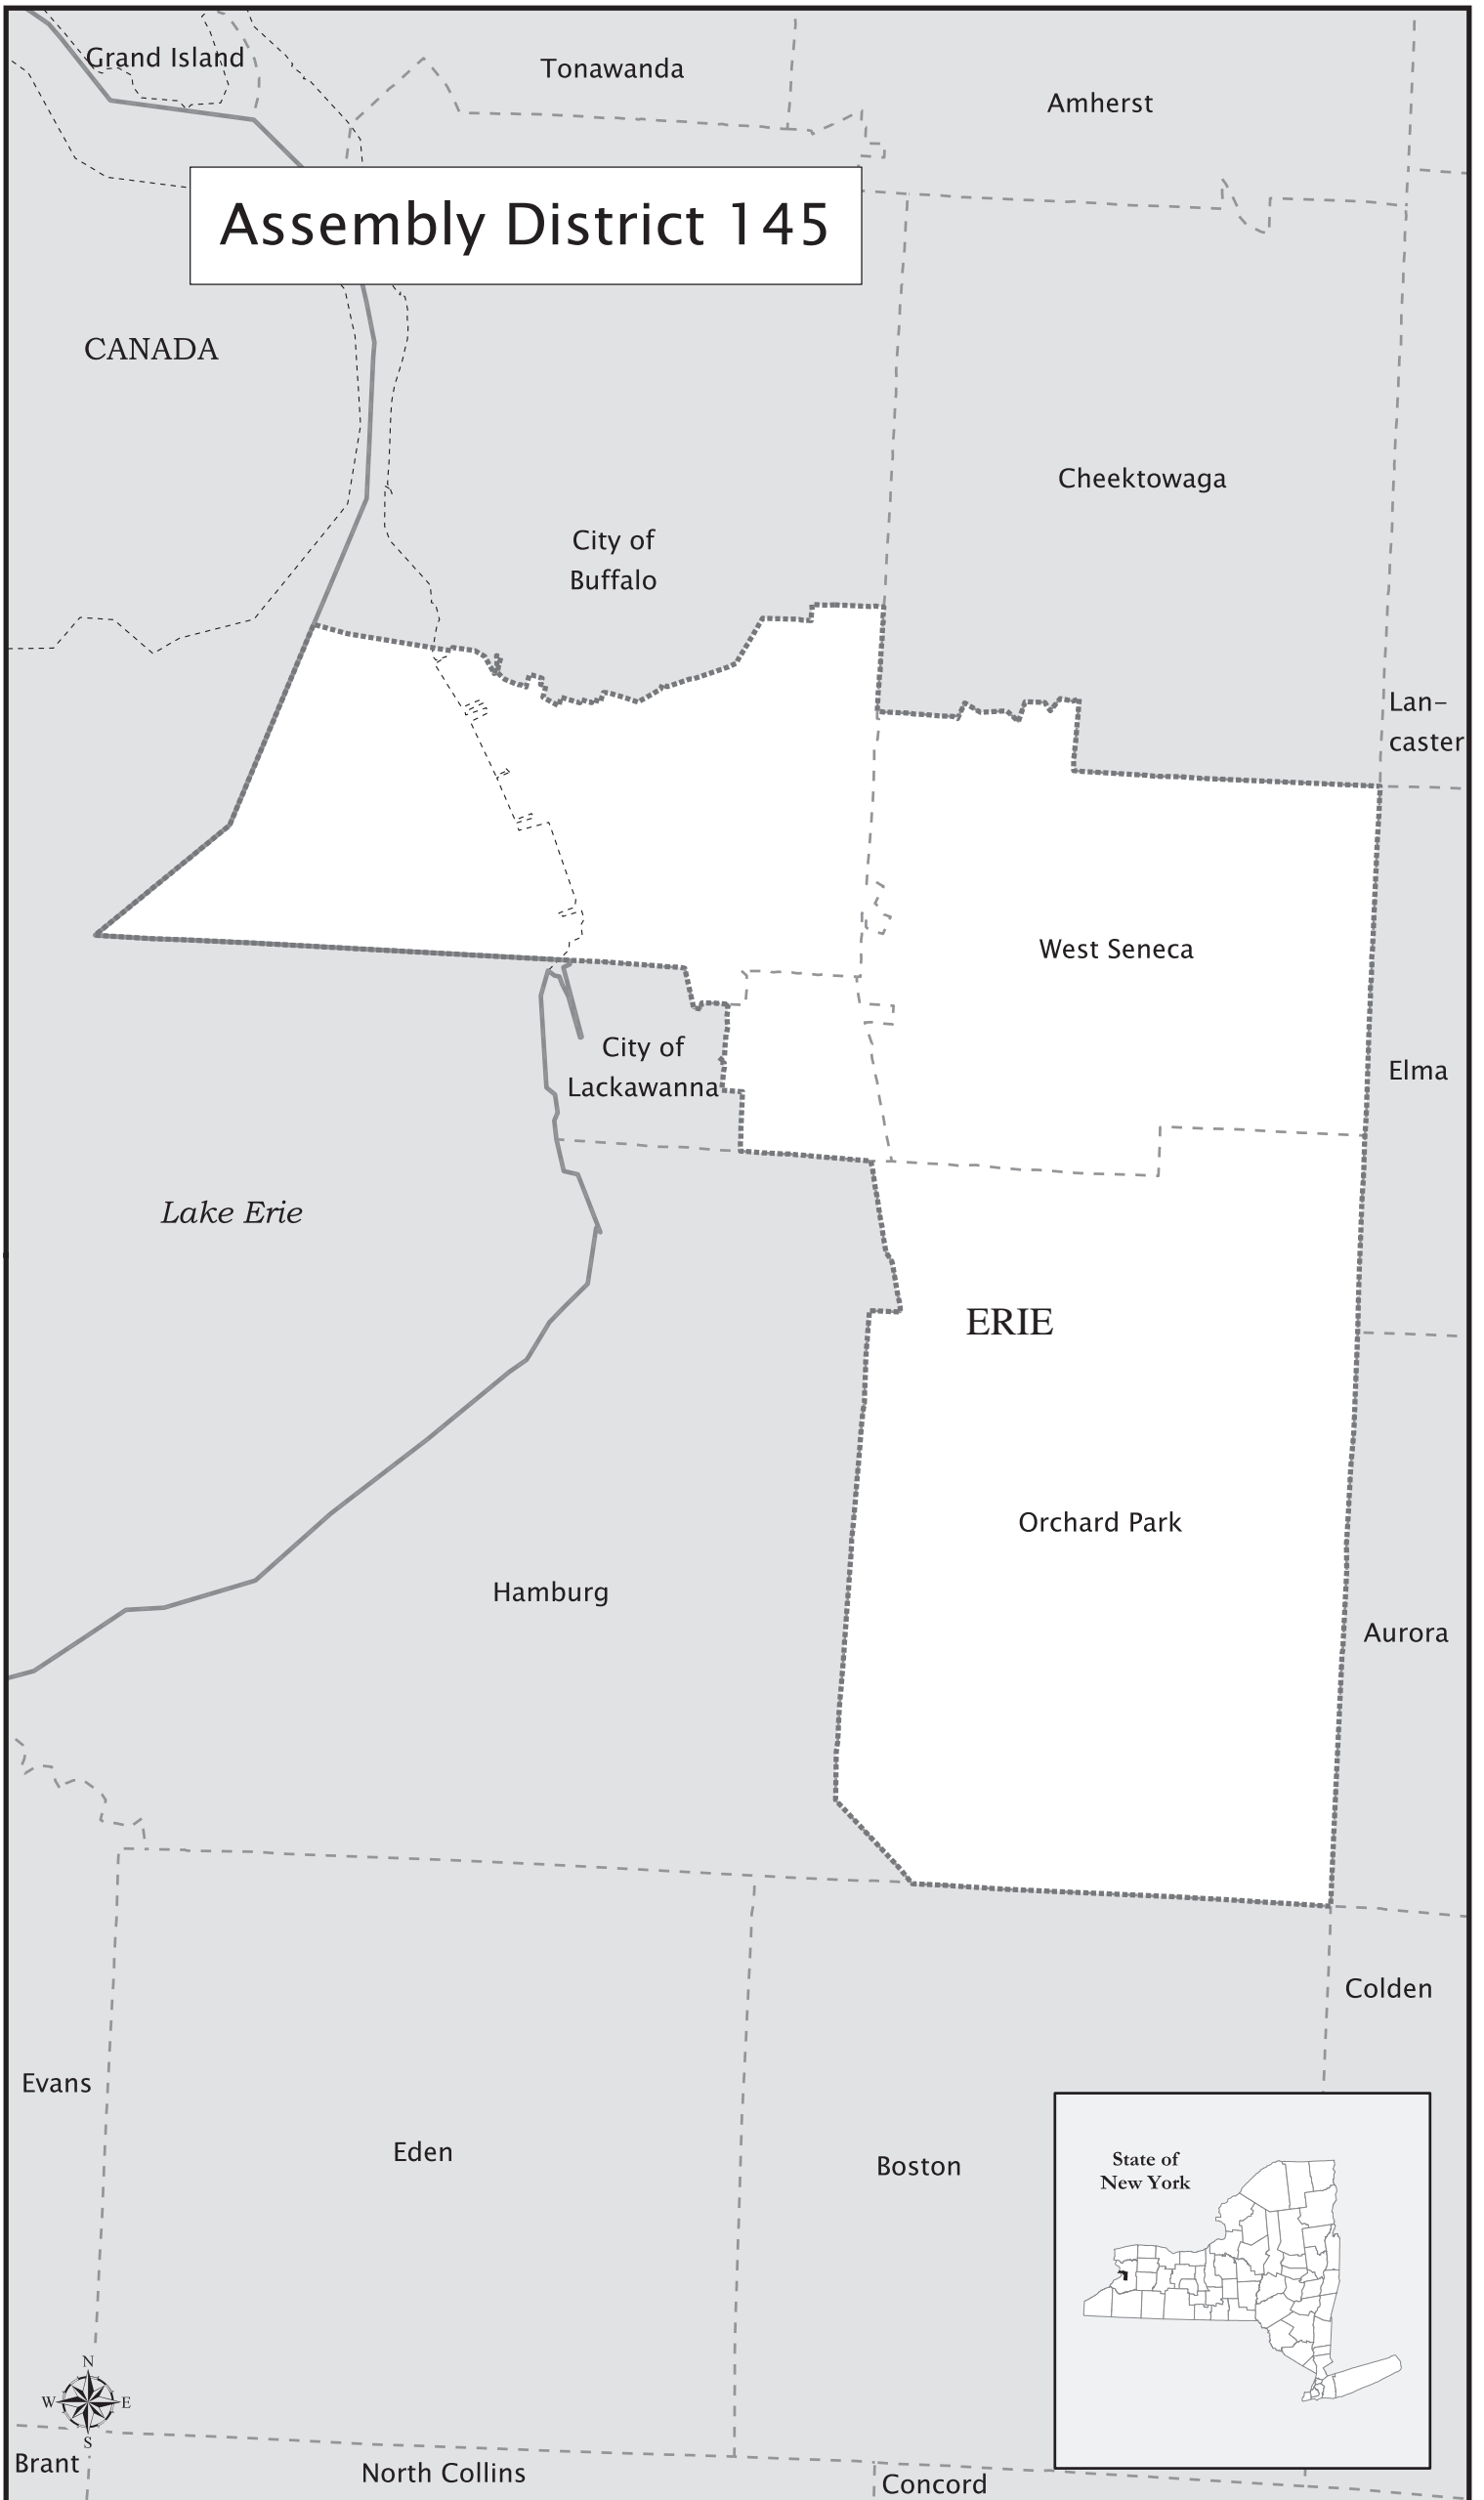 Grand Island
Tonawanda
Amherst
Assembly District 145
CANADA
Cheektowaga
City of
Buffalo
Lan-
caster
West Seneca
City of
Lackawanna
Elma
Lake Erie
ERIE
Orchard Park
Hamburg
Aurora
Colden
Evans
Eden
Boston
State of
New York
N
W E
S
Brant
North Collins
Concord